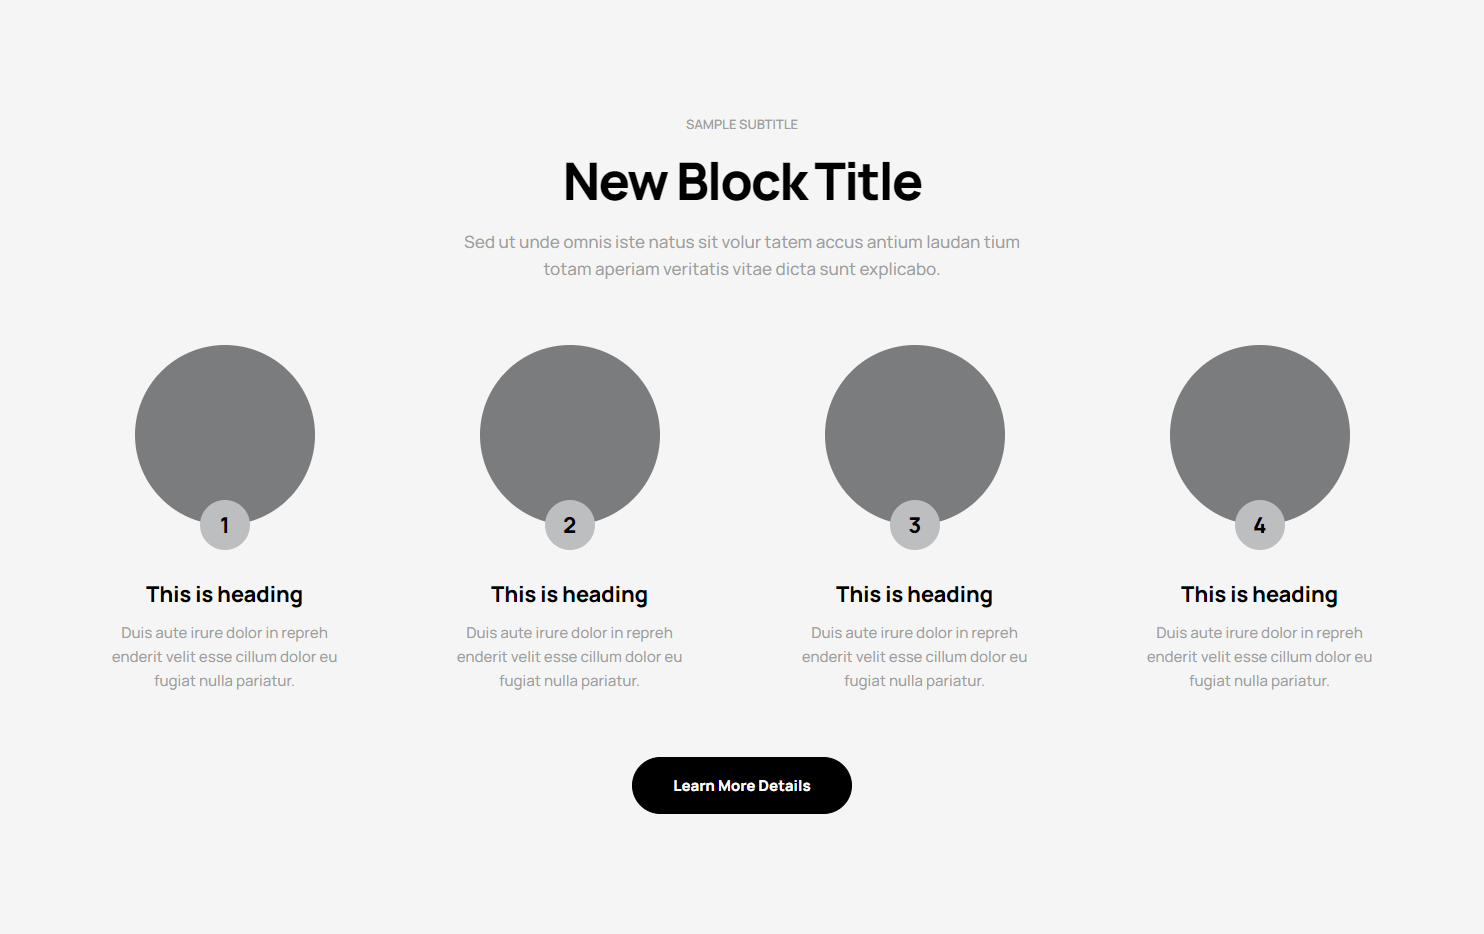 SAMPLE SUBTITLE
New Block Title
Sed ut unde omnis iste natus sit volur tatem accus antium laudan tium
totam aperiam veritatis vitae dicta sunt explicabo.
1
This is heading
Duis aute irure dolor in repreh
enderit velit esse cillum dolor eu
fugiat nulla pariatur.
2
This is heading
Duis aute irure dolor in repreh
enderit velit esse cillum dolor eu
fugiat nulla pariatur.
3
This is heading
Duis aute irure dolor in repreh
enderit velit esse cillum dolor eu
fugiat nulla pariatur.
4
This is heading
Duis aute irure dolor in repreh
enderit velit esse cillum dolor eu
fugiat nulla pariatur.
Learn More Details